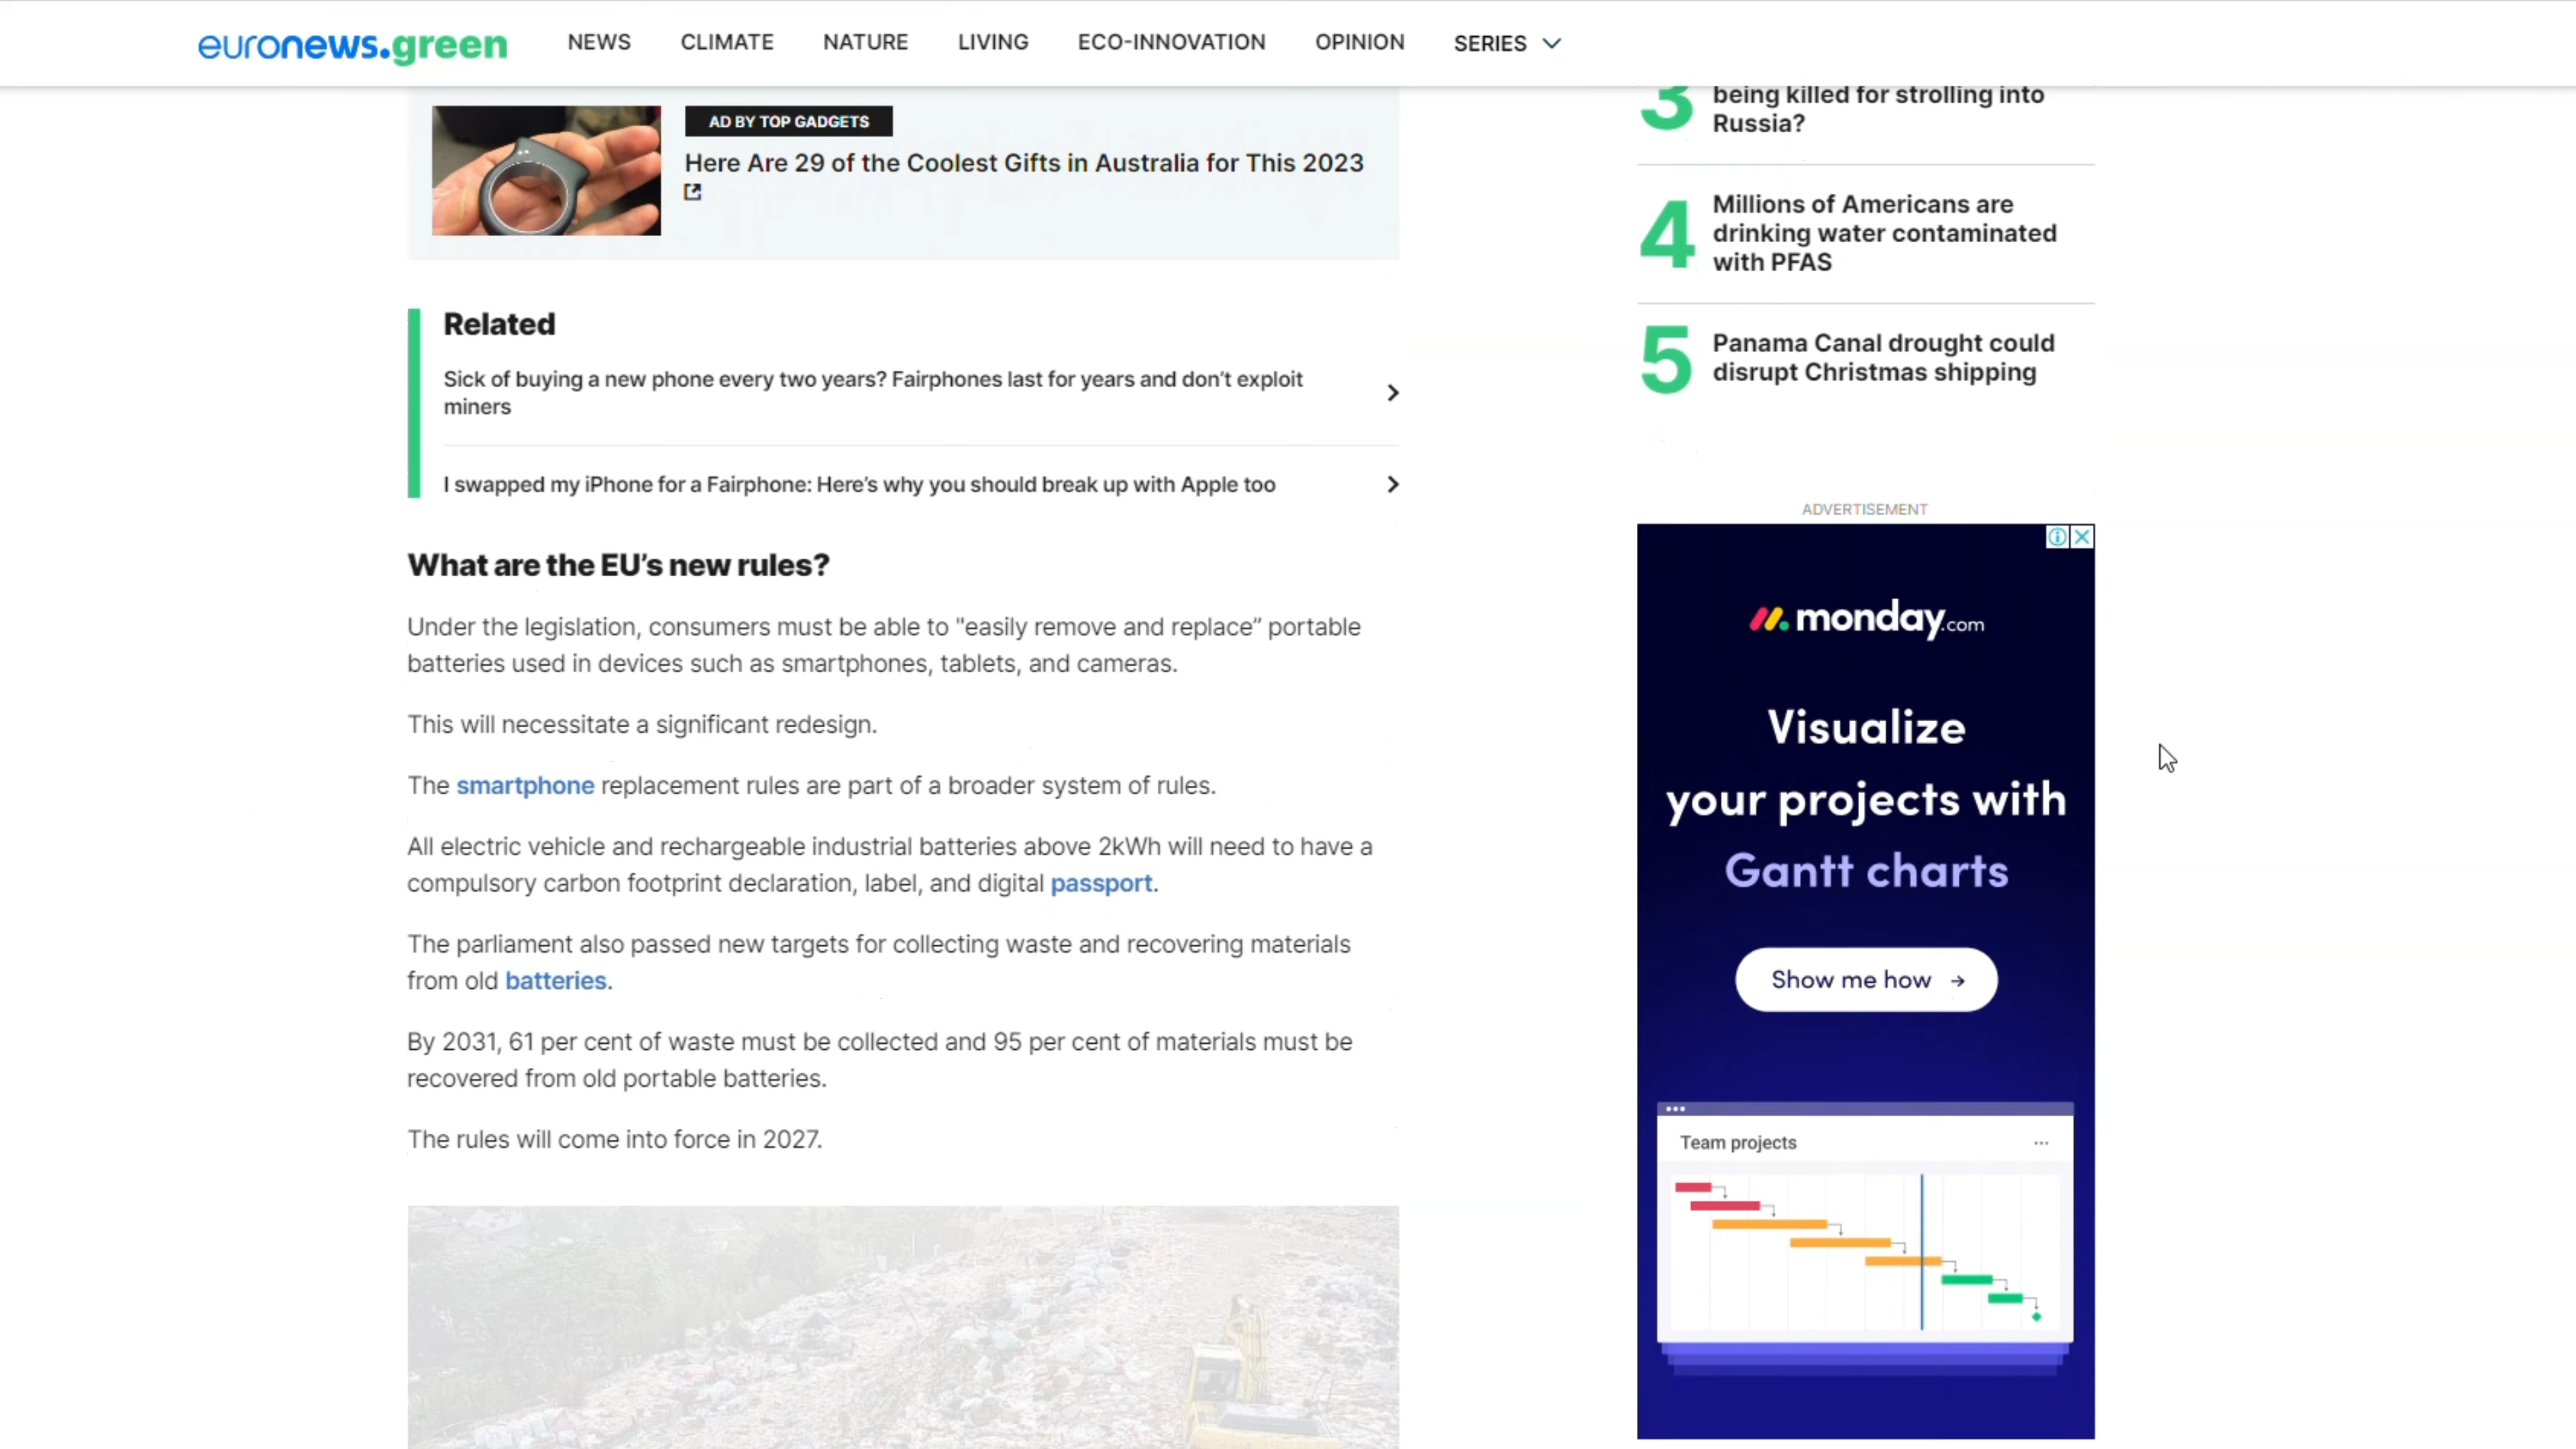 euronews.green
NEWS
CLIMATE
NATURE
LIVING
ECO-INNOVATION
OPINION
SERIES
AD BY TOP GADGETS
Here Are 29 of the Coolest Gifts in Australia for This 2023
Related
Sick of buying a new phone every two years? Fairphones last for years and don’t exploit
miners
I swapped my iPhone for a Fairphone: Here’s why you should break up with Apple too
What are the EU’s new rules?
Under the legislation, consumers must be able to "easily remove and replace” portable
batteries used in devices such as smartphones, tablets, and cameras.
This will necessitate a significant redesign.
The smartphone replacement rules are part of a broader system of rules.
All electric vehicle and rechargeable industrial batteries above 2kWh will need to have a
compulsory carbon footprint declaration, label, and digital passport.
The parliament also passed new targets for collecting waste and recovering materials
from old batteries.
By 2031, 61 per cent of waste must be collected and 95 per cent of materials must be
recovered from old portable batteries.
The rules will come into force in 2027.
3
being killed for strolling into
Russia?
4
Millions of Americans are
drinking water contaminated
with PFAS
5
Panama Canal drought could
disrupt Christmas shipping
ADVERTISEMENT
monday.com
Visualize
your projects with
Gantt charts
Show me how →
Team projects